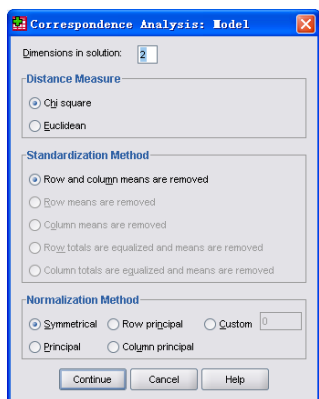 Correspondence Analysis: Model
Dimensions in solution: 2
Distance Measure
Chi square
Euclidean
Standardization Method
Row and column means are removed
Row means are removed
Column means are removed
Row totals are equalized and means are removed
Column totals are equalized and means are removed
Normalization Method
Symmetrical Row principal Custom 0
Principal Column principal
Continue Cancel Help